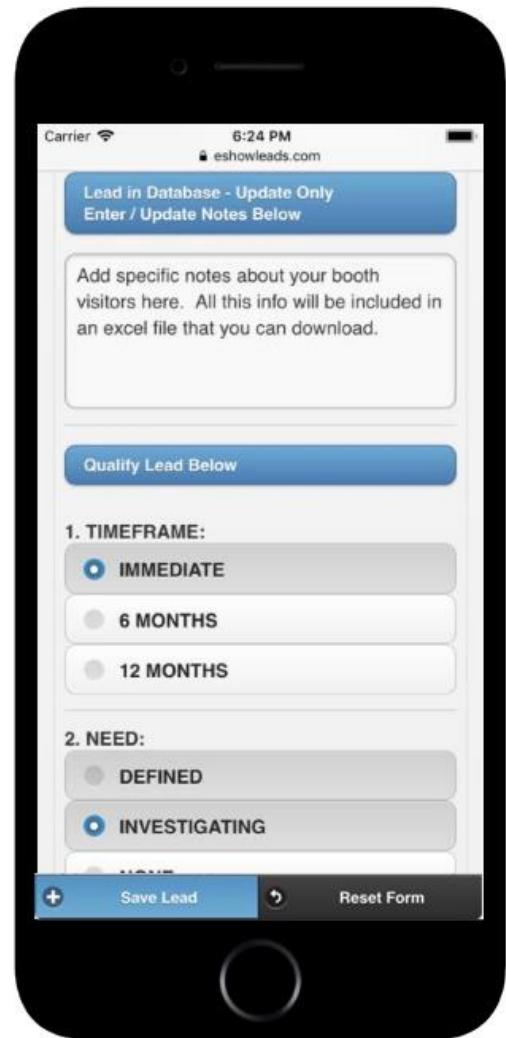 Carrier
6:24 PM
eshowleads.com
Lead in Database - Update Only
Enter / Update Notes Below
Add specific notes about your booth
visitors here. All this info will be included in
an excel file that you can download.
Qualify Lead Below
1. TIMEFRAME:
IMMEDIATE
6 MONTHS
12 MONTHS
2. NEED:
DEFINED
INVESTIGATING
Save Lead
Reset Form